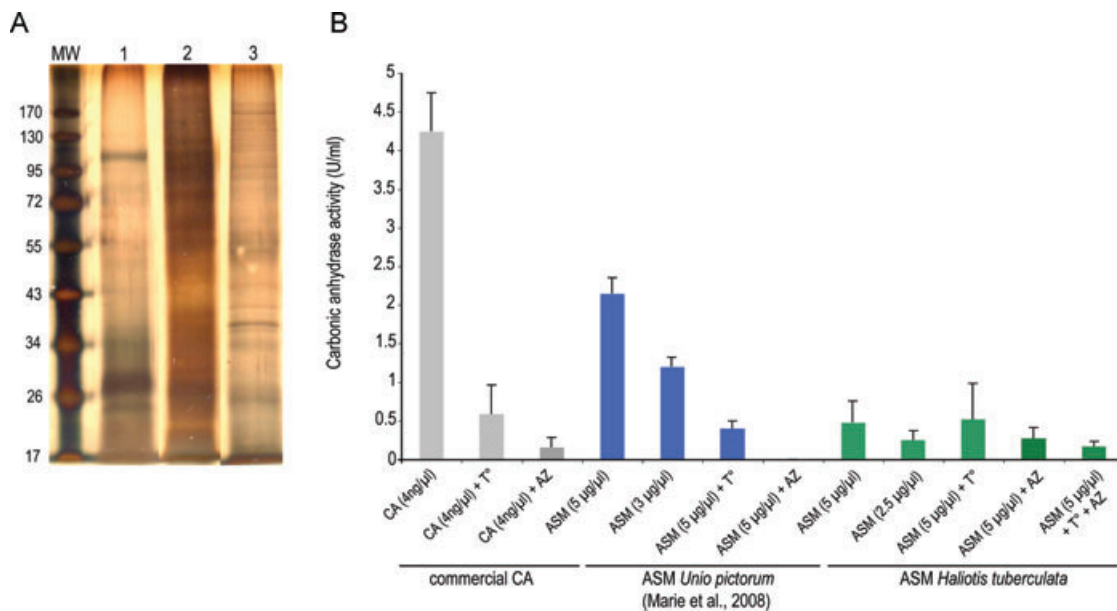 A
B
MW 1 2 3
170
130
95
72
55
43
34
26
17
Carbonic anhydrase activity (U/ml)
5
4.5
4
3.5
3
2.5
2
1.5
1
0.5
0
CA (4ng/µl)
CA (4ng/µl) + T°
CA (4ng/µl) + AZ
ASM (5 µg/µl)
ASM (3 µg/µl)
ASM (5 µg/µl) + T°
ASM (5 µg/µl) + AZ
ASM (5 µg/µl)
ASM (2.5 µg/µl)
ASM (5 µg/µl) + T°
ASM (5 µg/µl) + AZ
ASM (5 µg/µl)
+ T° + AZ
commercial CA
ASM Unio pictorum
(Marie et al., 2008)
ASM Haliotis tuberculata